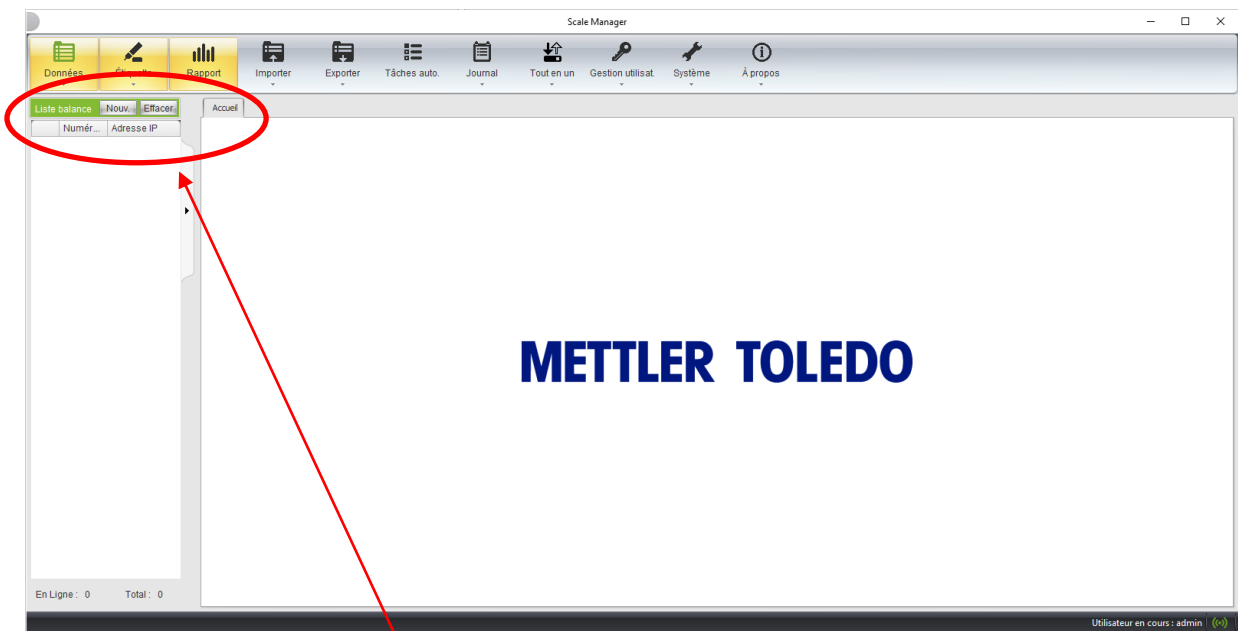 Scale Manager
Données Étiquette Rapport Importer Exporter Tâches auto. Journal Tout en un Gestion utilisat. Système À propos
Liste balance Nouv. Effacer Accueil
Numér... Adresse IP
METTLER TOLEDO
En Ligne : 0 Total : 0
Utilisateur en cours : admin